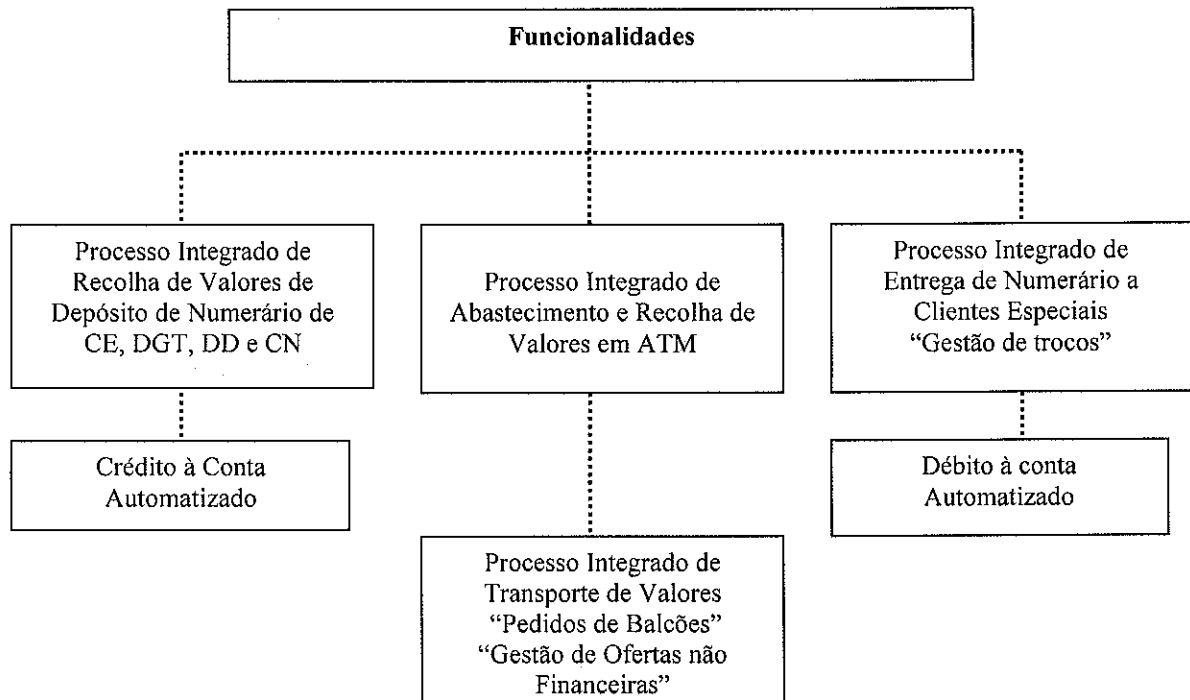 Funcionalidades
Processo Integrado de
Recolha de Valores de
Depósito de Numerário de
CE, DGT, DD e CN
Processo Integrado de
Abastecimento e Recolha de
Valores em ATM
Processo Integrado de
Entrega de Numerário a
Clientes Especiais
“Gestão de trocos”
Crédito à Conta
Automatizado
Débito à conta
Automatizado
Processo Integrado de
Transporte de Valores
“Pedidos de Balcões”
“Gestão de Ofertas não
Financeiras”